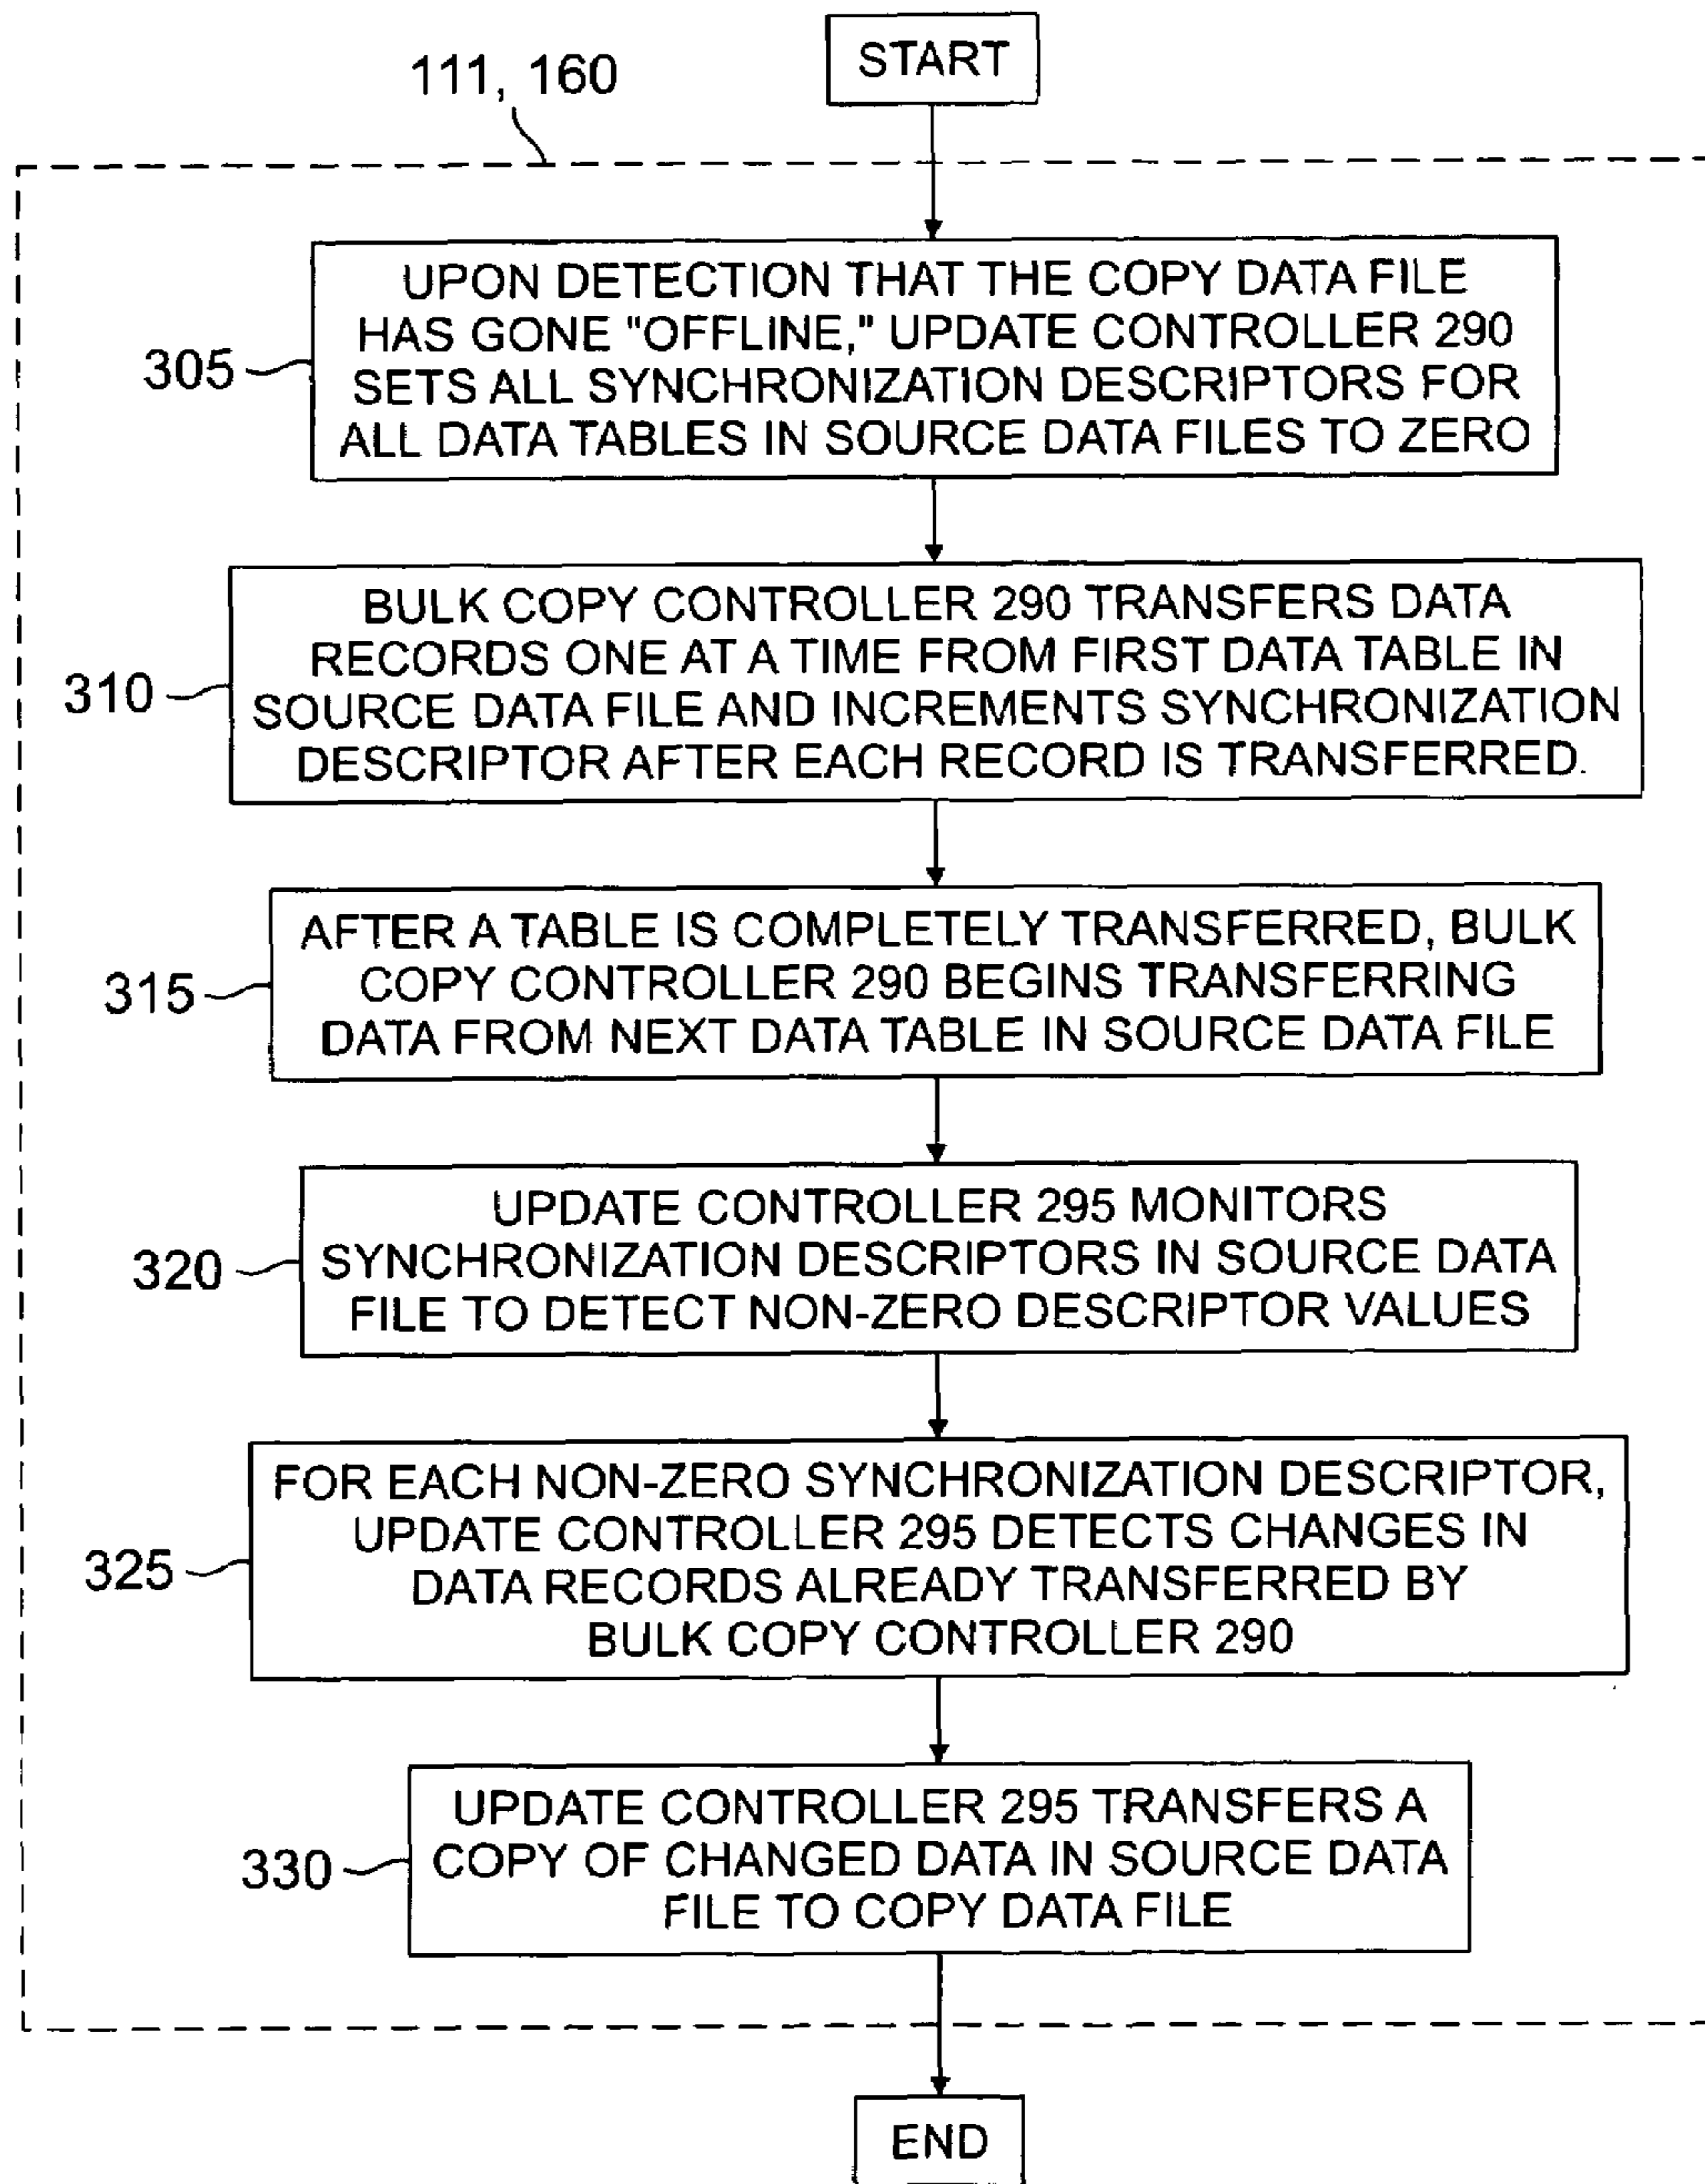 START
111, 160
UPON DETECTION THAT THE COPY DATA FILE
HAS GONE "OFFLINE," UPDATE CONTROLLER 290
SETS ALL SYNCHRONIZATION DESCRIPTORS FOR
ALL DATA TABLES IN SOURCE DATA FILES TO ZERO
305
BULK COPY CONTROLLER 290 TRANSFERS DATA
RECORDS ONE AT A TIME FROM FIRST DATA TABLE IN
SOURCE DATA FILE AND INCREMENTS SYNCHRONIZATION
DESCRIPTOR AFTER EACH RECORD IS TRANSFERRED.
310
AFTER A TABLE IS COMPLETELY TRANSFERRED, BULK
COPY CONTROLLER 290 BEGINS TRANSFERRING
DATA FROM NEXT DATA TABLE IN SOURCE DATA FILE
315
UPDATE CONTROLLER 295 MONITORS
SYNCHRONIZATION DESCRIPTORS IN SOURCE DATA
FILE TO DETECT NON-ZERO DESCRIPTOR VALUES
320
FOR EACH NON-ZERO SYNCHRONIZATION DESCRIPTOR,
UPDATE CONTROLLER 295 DETECTS CHANGES IN
DATA RECORDS ALREADY TRANSFERRED BY
BULK COPY CONTROLLER 290
325
UPDATE CONTROLLER 295 TRANSFERS A
COPY OF CHANGED DATA IN SOURCE DATA
FILE TO COPY DATA FILE
330
END